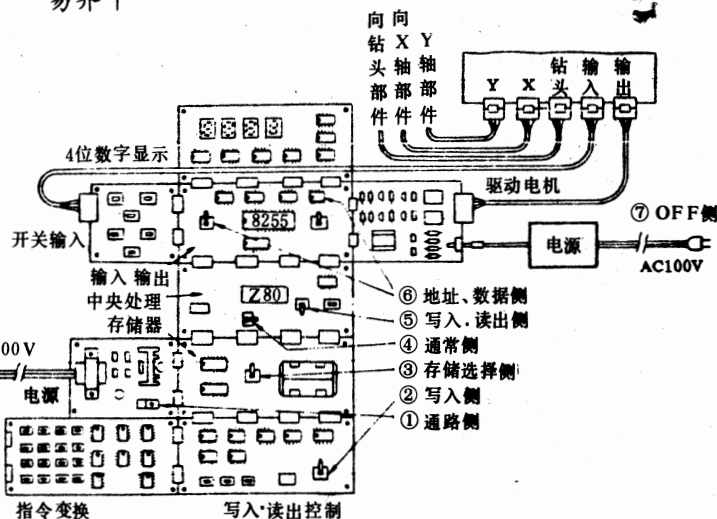 向钻头部件
向X轴部件
Y轴部件
Y
X
钻头
输入
输出
4位数字显示
驱动电机
⑦ OFF侧
开关输入
8255
电源
AC100V
输入 输出
中央处理
存储器
Z80
⑥ 地址、数据侧
⑤ 写入.读出侧
④ 通常侧
③ 存储选择侧
② 写入侧
① 通路侧
00V
电源
指令变换
写入·读出控制